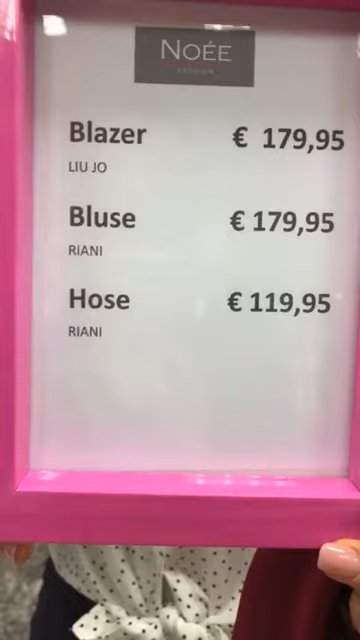 NOÉE
Blazer € 179,95
LIU JO
Bluse € 179,95
RIANI
Hose € 119,95
RIANI